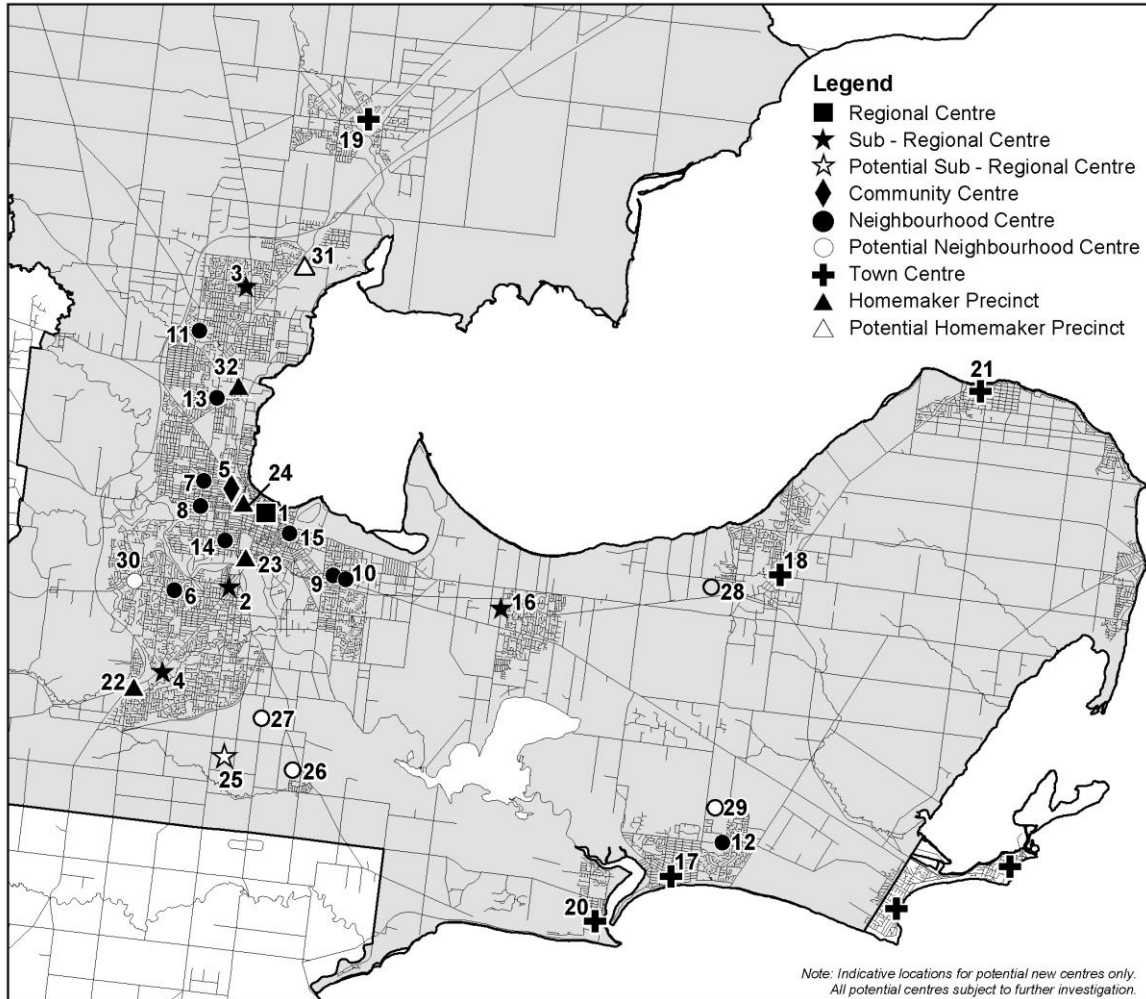 Legend
Regional Centre
Sub - Regional Centre
Potential Sub - Regional Centre
Community Centre
Neighbourhood Centre
Potential Neighbourhood Centre
Town Centre
Homemaker Precinct
Potential Homemaker Precinct
19
31
3
11
32
13
21
5
24
7
8
1
15
14
23
18
30
9
10
6
2
28
16
22
4
27
25
26
29
12
17
20
Note: Indicative locations for potential new centres only.
All potential centres subject to further investigation.